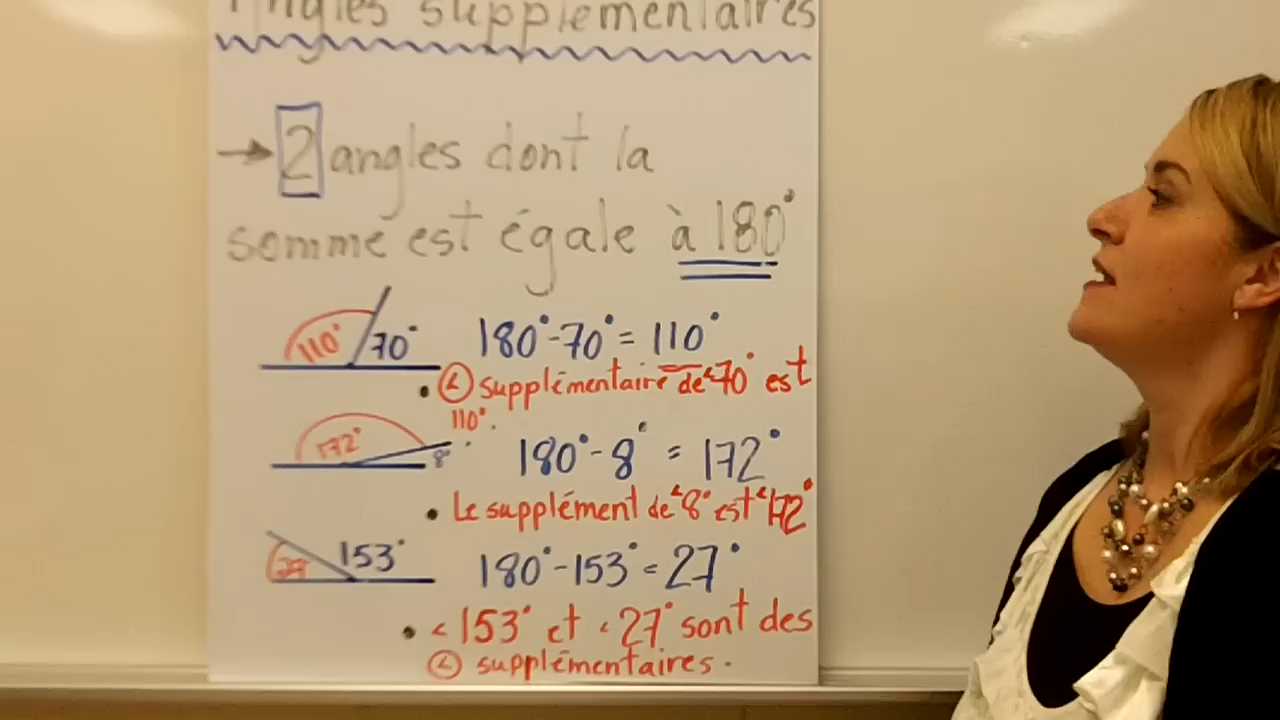 Angles supplémentaires
→ 2 angles dont la
somme est égale à 180°
110° 70° 180° - 70° = 110°
• ∠ supplémentaire de ∠70° est
110°.
172° 8° 180° - 8° = 172°
• Le supplément de ∠8° est ∠172°
27° 153° 180° - 153° = 27°
• ∠153° et ∠27° sont des
∠ supplémentaires.